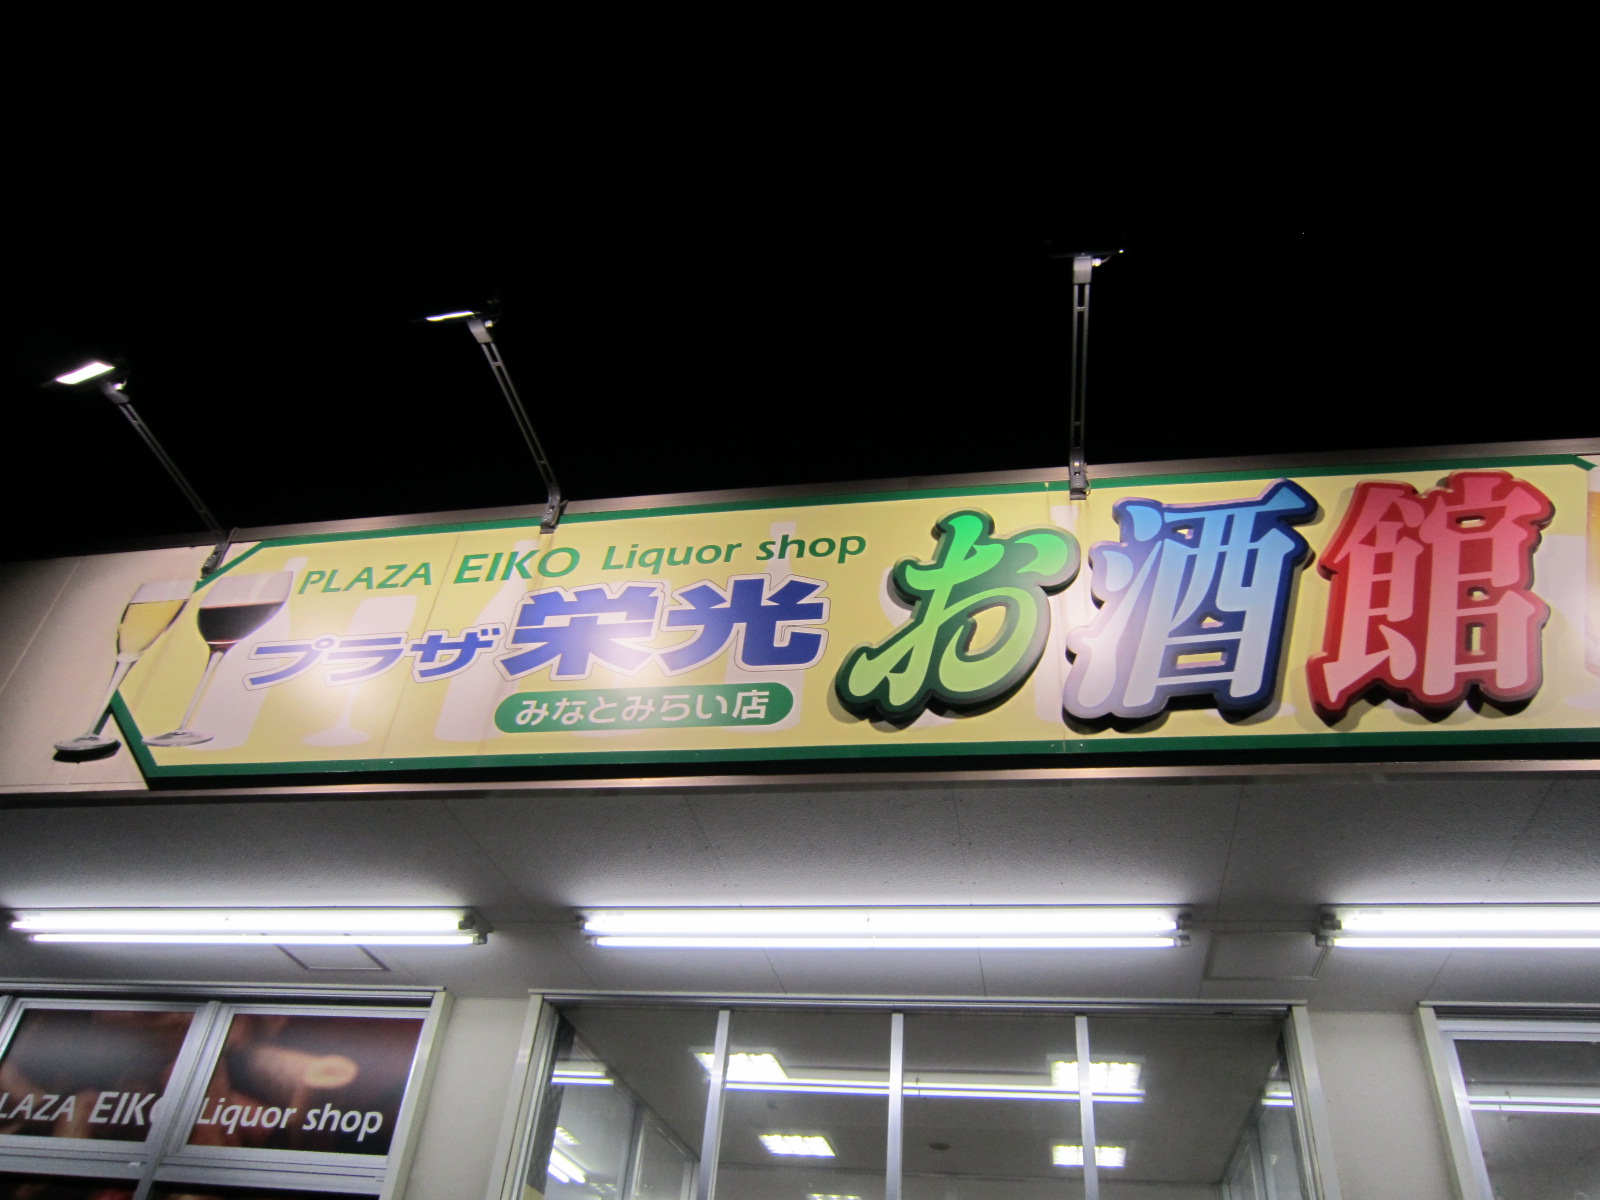 PLAZA EIKO Liquor shop
プラザ栄光
みなとみらい店
お酒館
LAZA EIKO Liquor shop